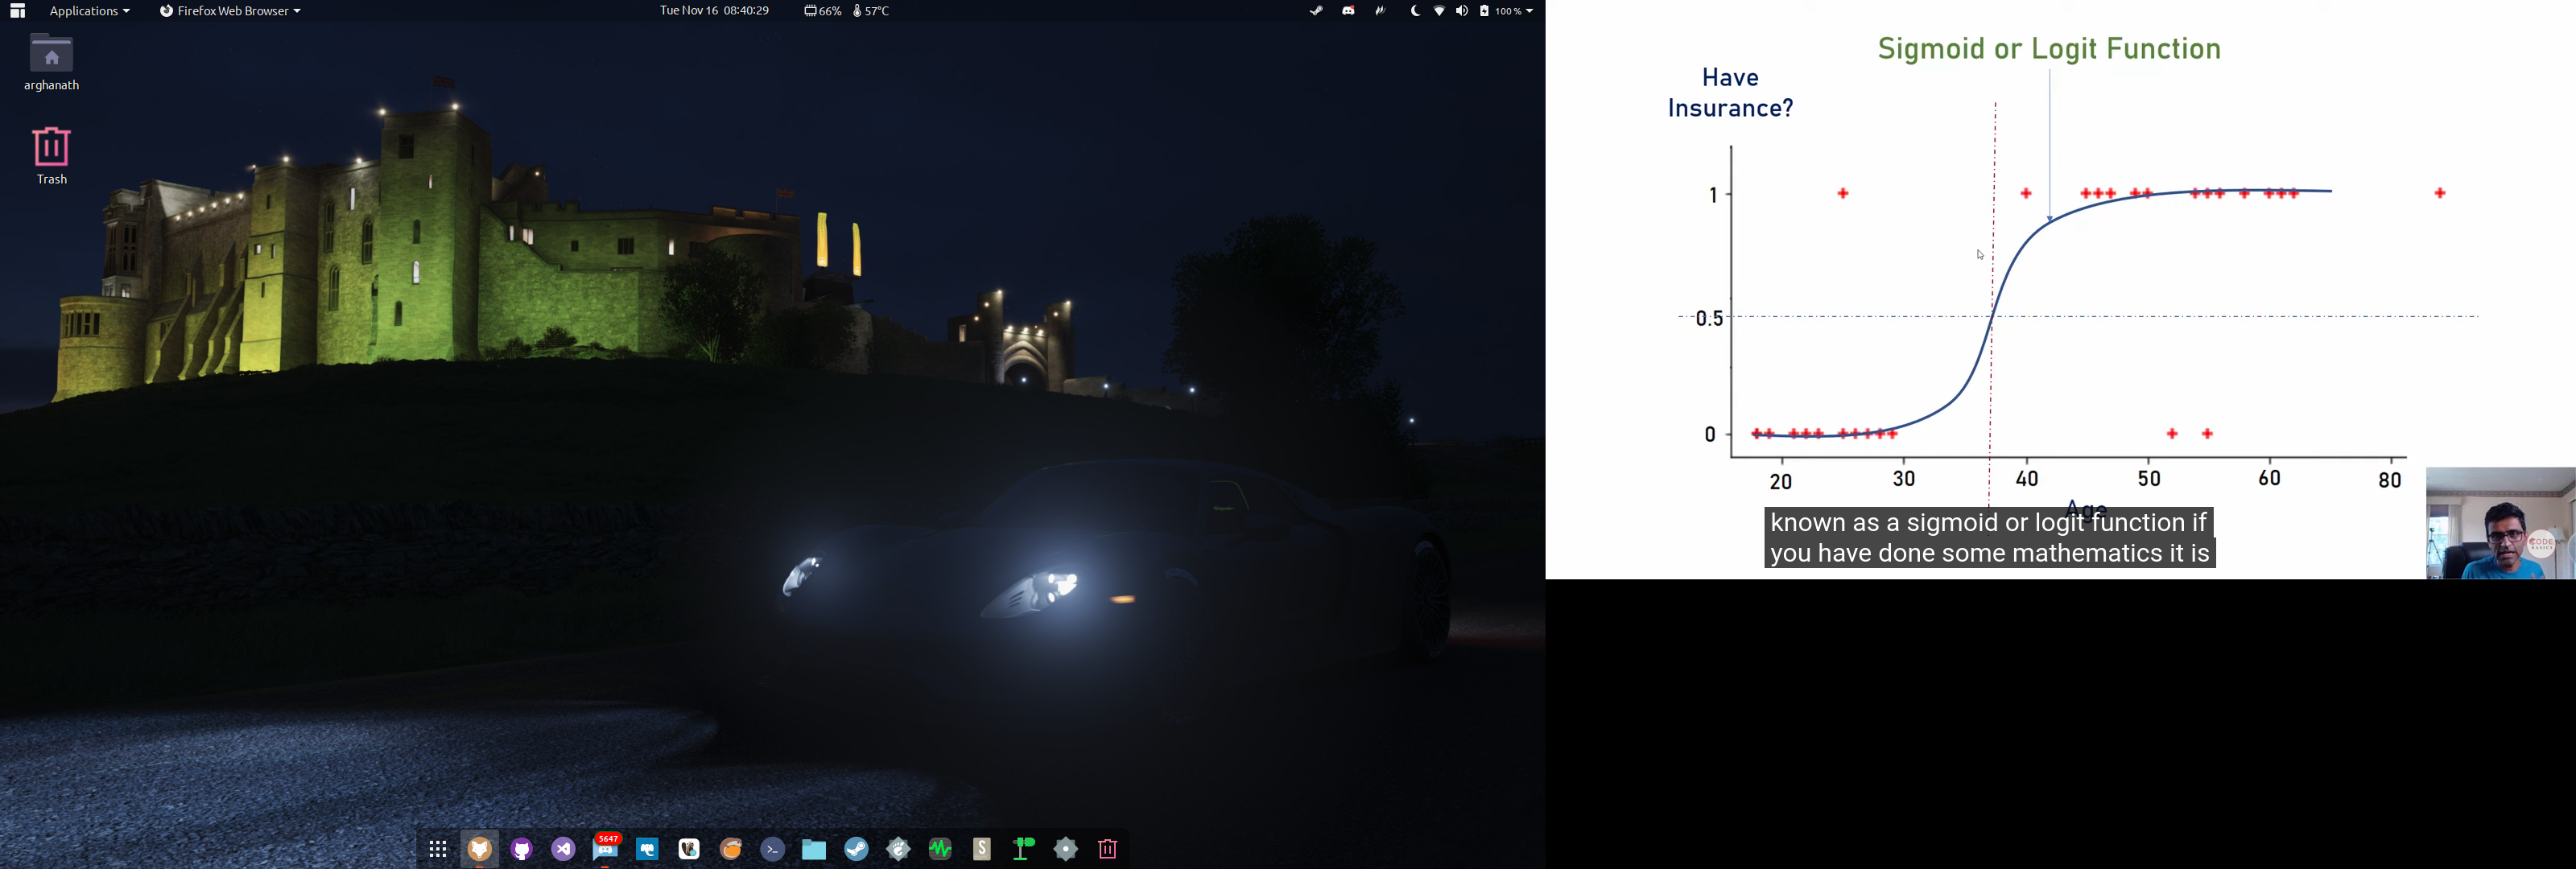 Applications
Firefox Web Browser
Tue Nov 16 08:40:29
66%
57°C
100 %
arghanath
Trash
5647
S
Sigmoid or Logit Function
Have
Insurance?
1
0.5
0
20
30
40
50
60
80
Age
known as a sigmoid or logit function if
you have done some mathematics it is
CODE
BASICS